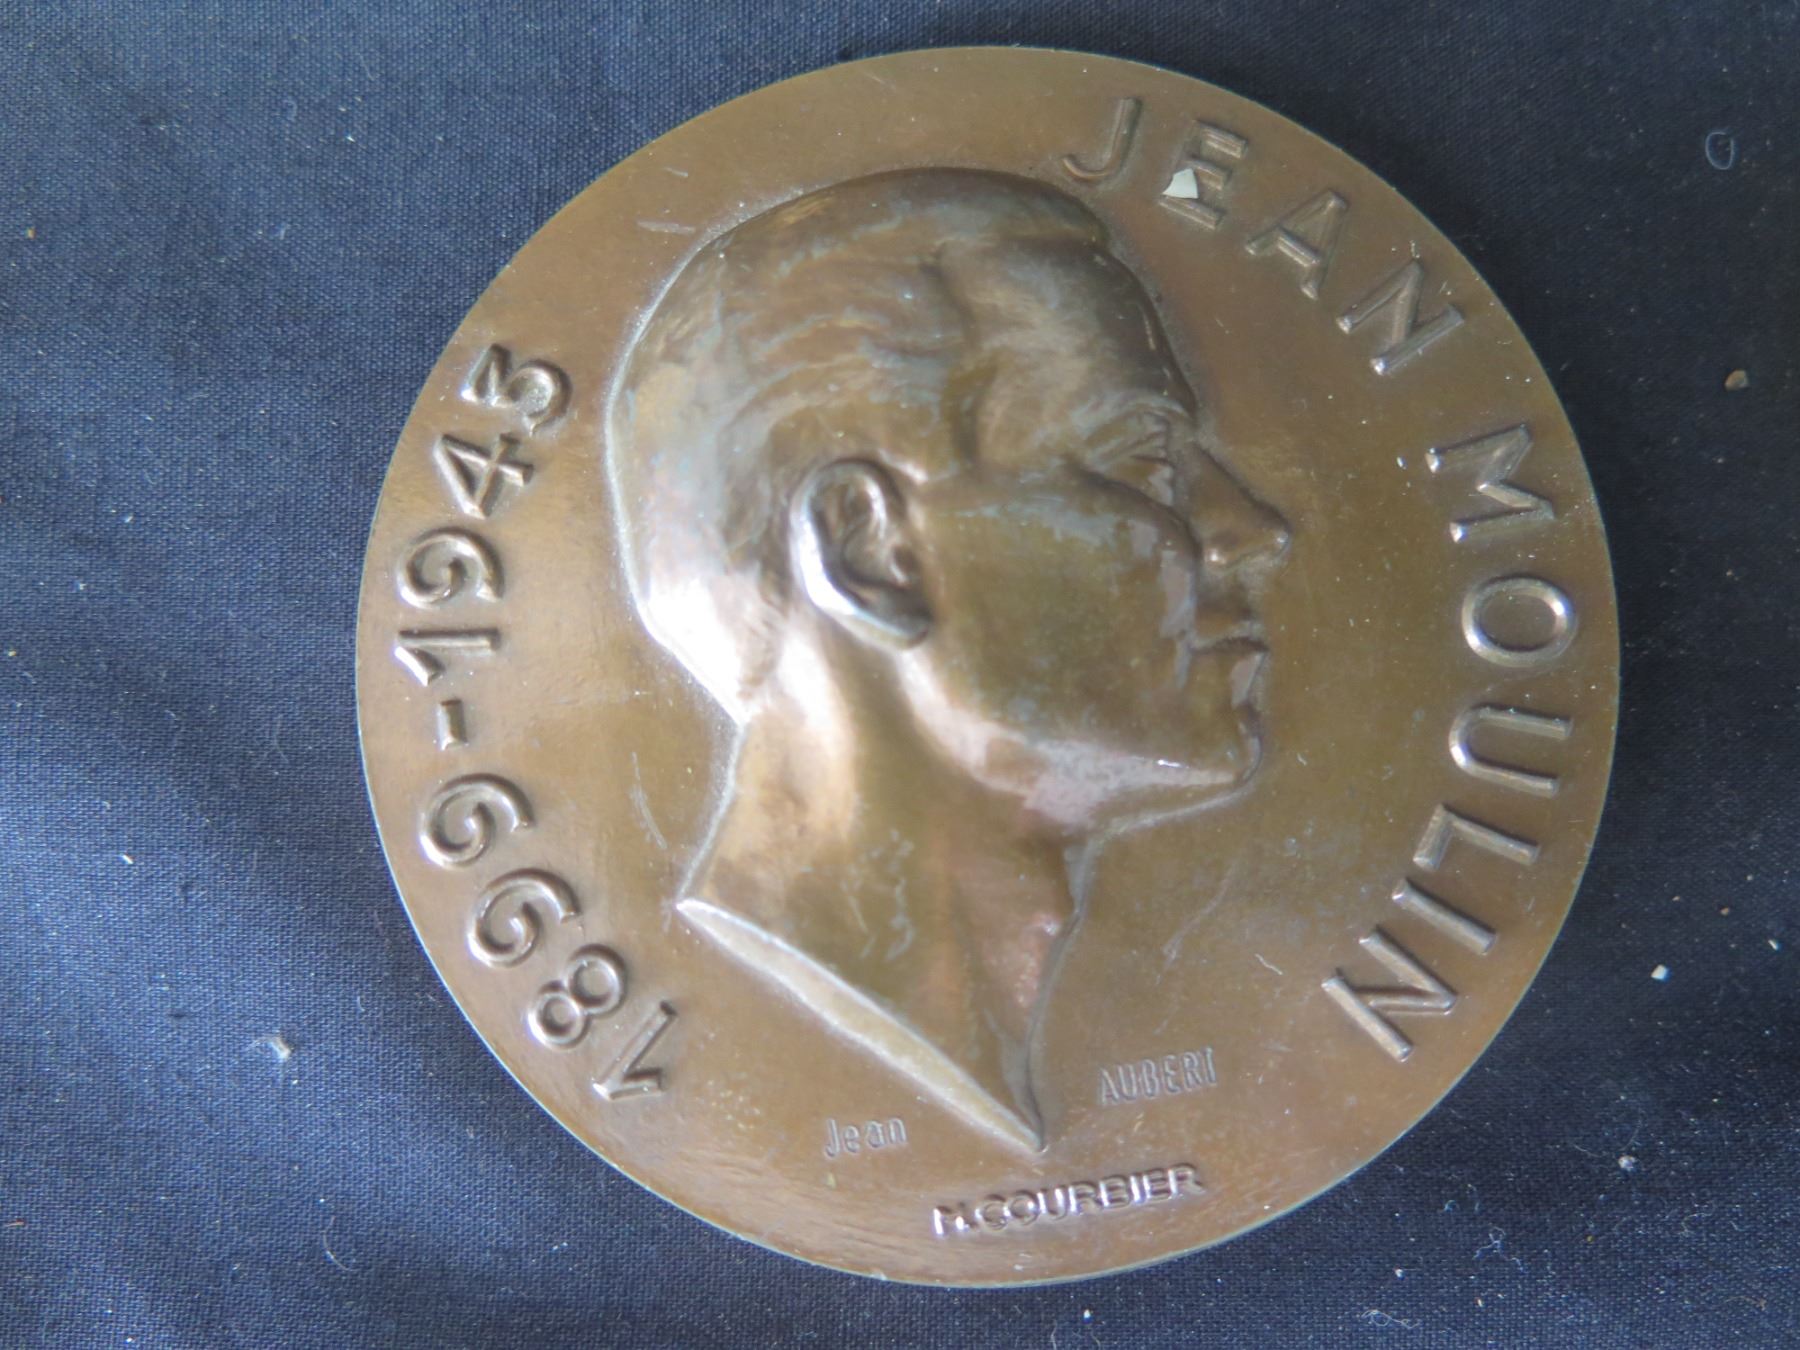 JEAN MOULIN
1899-1943
Jean AUBERT
M. COURBIER